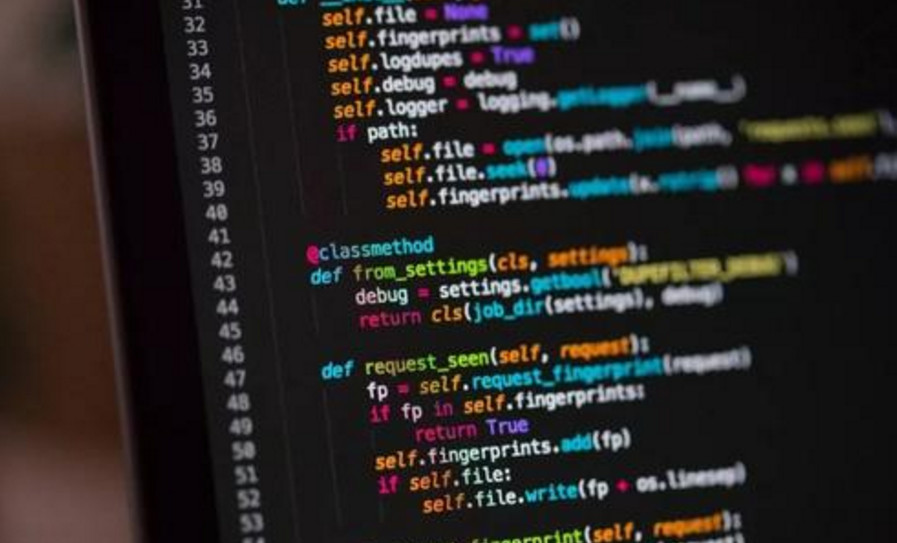 31 def __init__(
32 self.file = None
33 self.fingerprints = set()
34 self.logdupes = True
35 self.debug = debug
36 self.logger = logging.getLogger(__name__)
37 if path:
38 self.file = open(os.path.join(path,
39 self.file.seek(0)
40 self.fingerprints.update(x.rstrip() for x in self.
41
42 @classmethod
43 def from_settings(cls, settings):
44 debug = settings.getbool('DUPEFILTER_DEBUG')
45 return cls(job_dir(settings), debug)
46
47 def request_seen(self, request):
48 fp = self.request_fingerprint(request)
49 if fp in self.fingerprints:
50 return True
51 self.fingerprints.add(fp)
52 if self.file:
53 self.file.write(fp + os.linesep)
fingerprint(self, request):